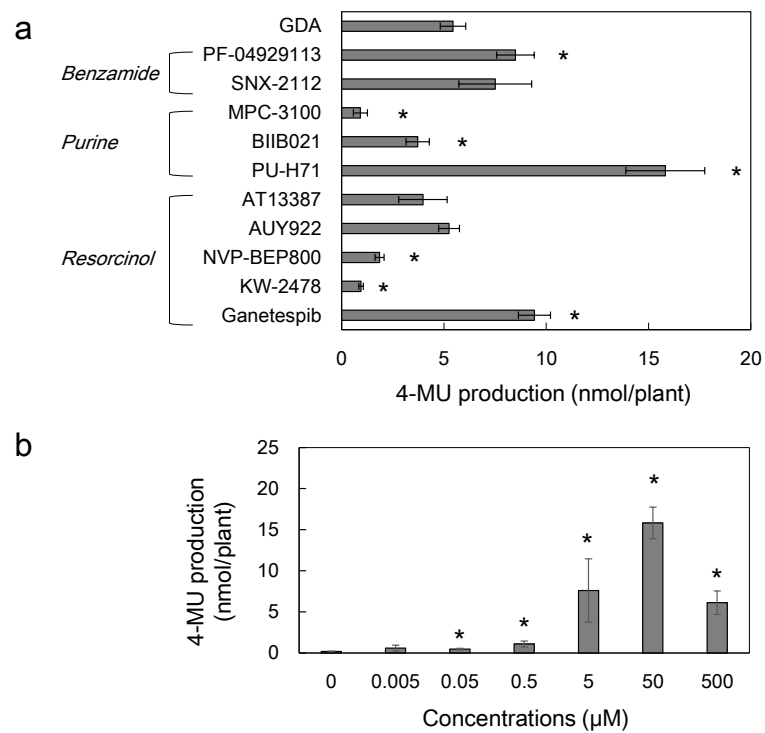 a
GDA
PF-04929113 *
Benzamide
SNX-2112
MPC-3100 *
Purine
BIIB021 *
PU-H71 *
AT13387
AUY922
Resorcinol
NVP-BEP800 *
KW-2478 *
Ganetespib *
0 5 10 15 20
4-MU production (nmol/plant)
b
4-MU production
(nmol/plant)
25
20
15
10
5
0
* * * * *
0 0.005 0.05 0.5 5 50 500
Concentrations (µM)